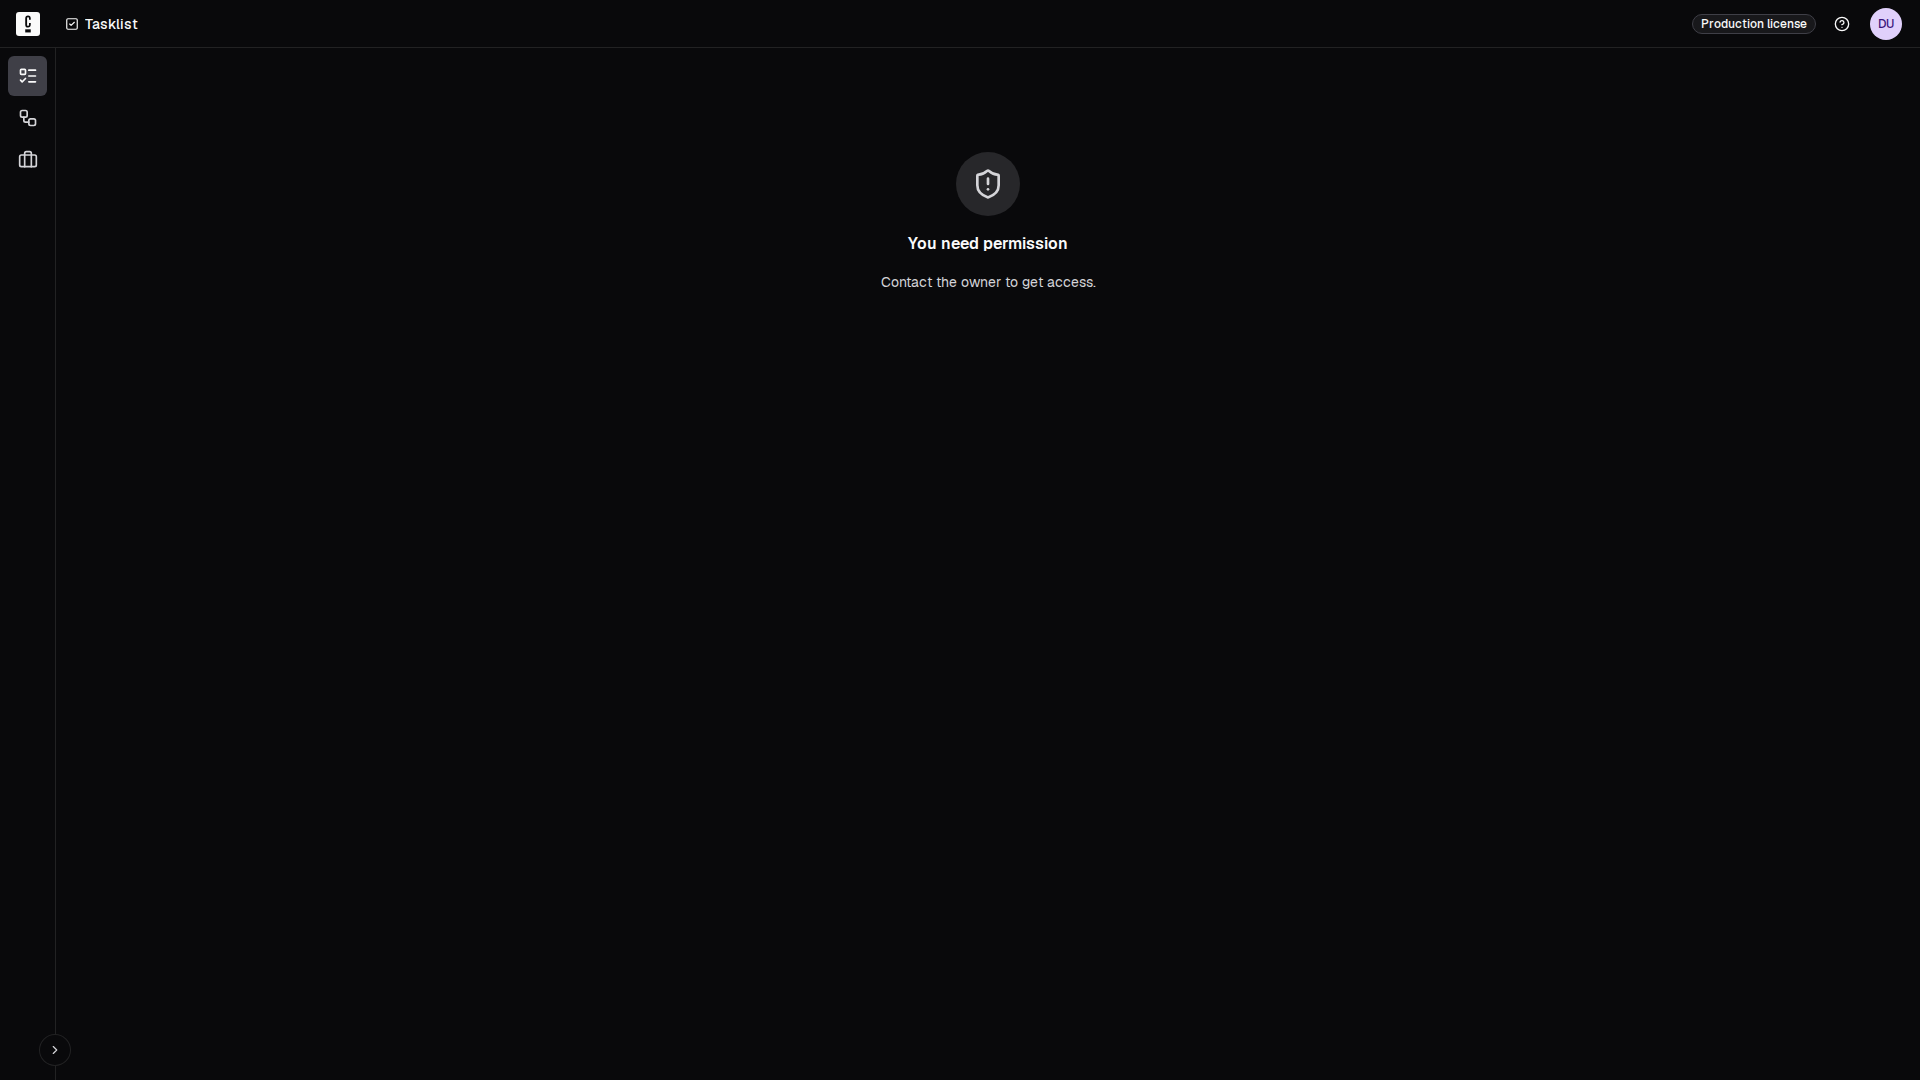 Tasklist
Production license
DU
You need permission
Contact the owner to get access.